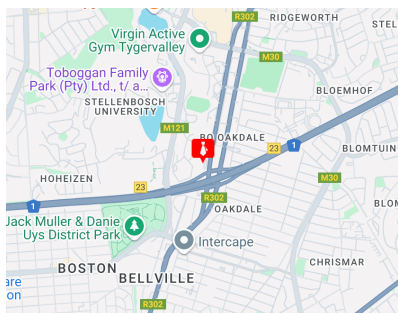 R302
RIDGEWORTH
STEL
Virgin Active
Gym Tygervalley
M30
Toboggan Family
Park (Pty) Ltd., t/ a...
BLOEMHOF
STELLENBOSCH
UNIVERSITY
M121
BO OAKDALE
23
1
BLOMTUIN
HOHEIZEN
23
M30
1
R302
OAKDALE
BLOM
Jack Muller & Danie
Uys District Park
Intercape
CHRISMAR
BOSTON
BELLVILLE
are
on
R302